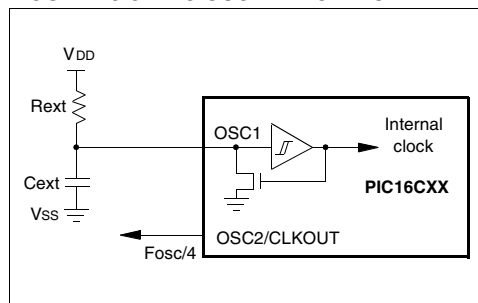 VDD
Rext
OSC1
Internal
clock
Cext
PIC16CXX
VSS
OSC2/CLKOUT
Fosc/4